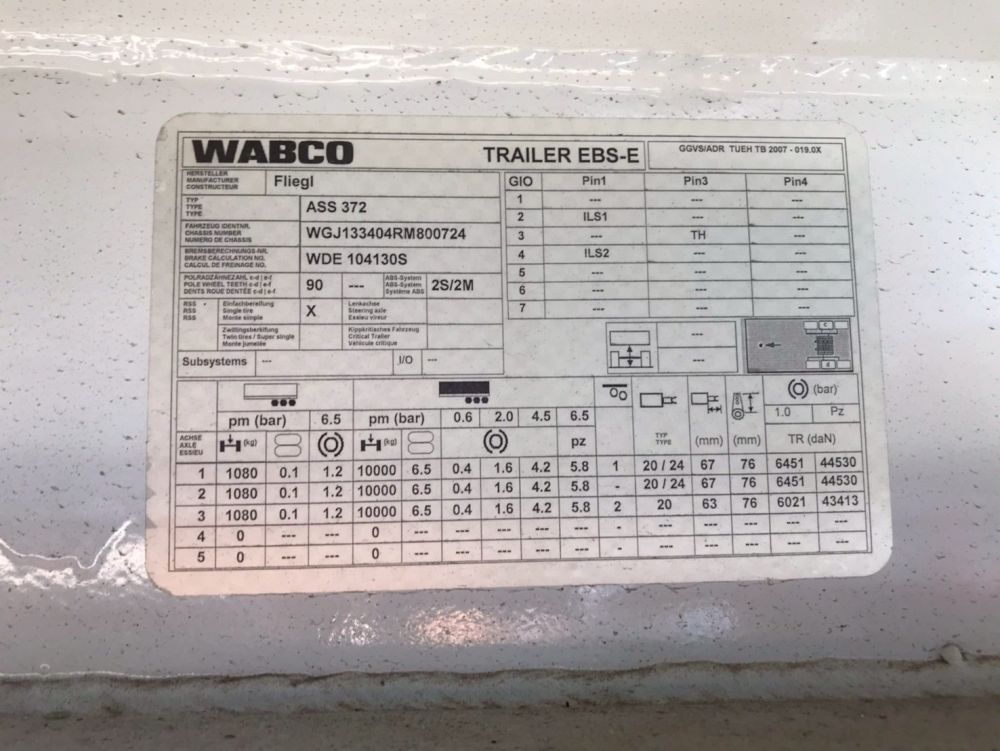 WABCO TRAILER EBS-E GGVS/ADR TUEH TB 2007 - 019.0X
HERSTELLER
MANUFACTURER
CONSTRUCTEUR
Fliegl
TYP
TYPE
TYPE
ASS 372
FAHRZEUG IDENTNR.
CHASSIS NUMBER
NUMERO DE CHASSIS
WGJ133404RM800724
BREMSBERECHNUNGS-NR.
BRAKE CALCULATION NO.
CALCUL DE FREINAGE NO.
WDE 104130S
POLRADZÄHNEZAHL c-d | e-f
POLE WHEEL TEETH c-d | e-f
DENTS ROUE DENTÉE c-d | e-f
90 ---
ABS-System
ABS-System
Système ABS
2S/2M
RSS
RSS
RSS
Einfachbereifung
Single tire
Monte simple
X
Lenkachse
Steering axle
Essieu vireur
Twin tires / Super single
Monte jumelée
Kippkritisches Fahrzeug
Critical Trailer
Vehicule critique
Subsystems --- I/O ---
GIO Pin1 Pin3 Pin4
1 --- --- ---
2 ILS1 --- ---
3 --- TH ---
4 ILS2 --- ---
5 --- --- ---
6 --- --- ---
7 --- --- ---
---
---
pm (bar) 6.5 pm (bar) 0.6 2.0 4.5 6.5
(bar)
1.0 Pz
ACHSE
AXLE
ESSIEU
(kg) (kg) pz
TYP
TYPE
(mm) (mm) TR (daN)
1 1080 0.1 1.2 10000 6.5 0.4 1.6 4.2 5.8 1 20 / 24 67 76 6451 44530
2 1080 0.1 1.2 10000 6.5 0.4 1.6 4.2 5.8 - 20 / 24 67 76 6451 44530
3 1080 0.1 1.2 10000 6.5 0.4 1.6 4.2 5.8 2 20 63 76 6021 43413
4 0 --- --- 0 --- --- --- --- --- - --- --- --- --- ---
5 0 --- --- 0 --- --- --- --- --- - --- --- --- --- ---